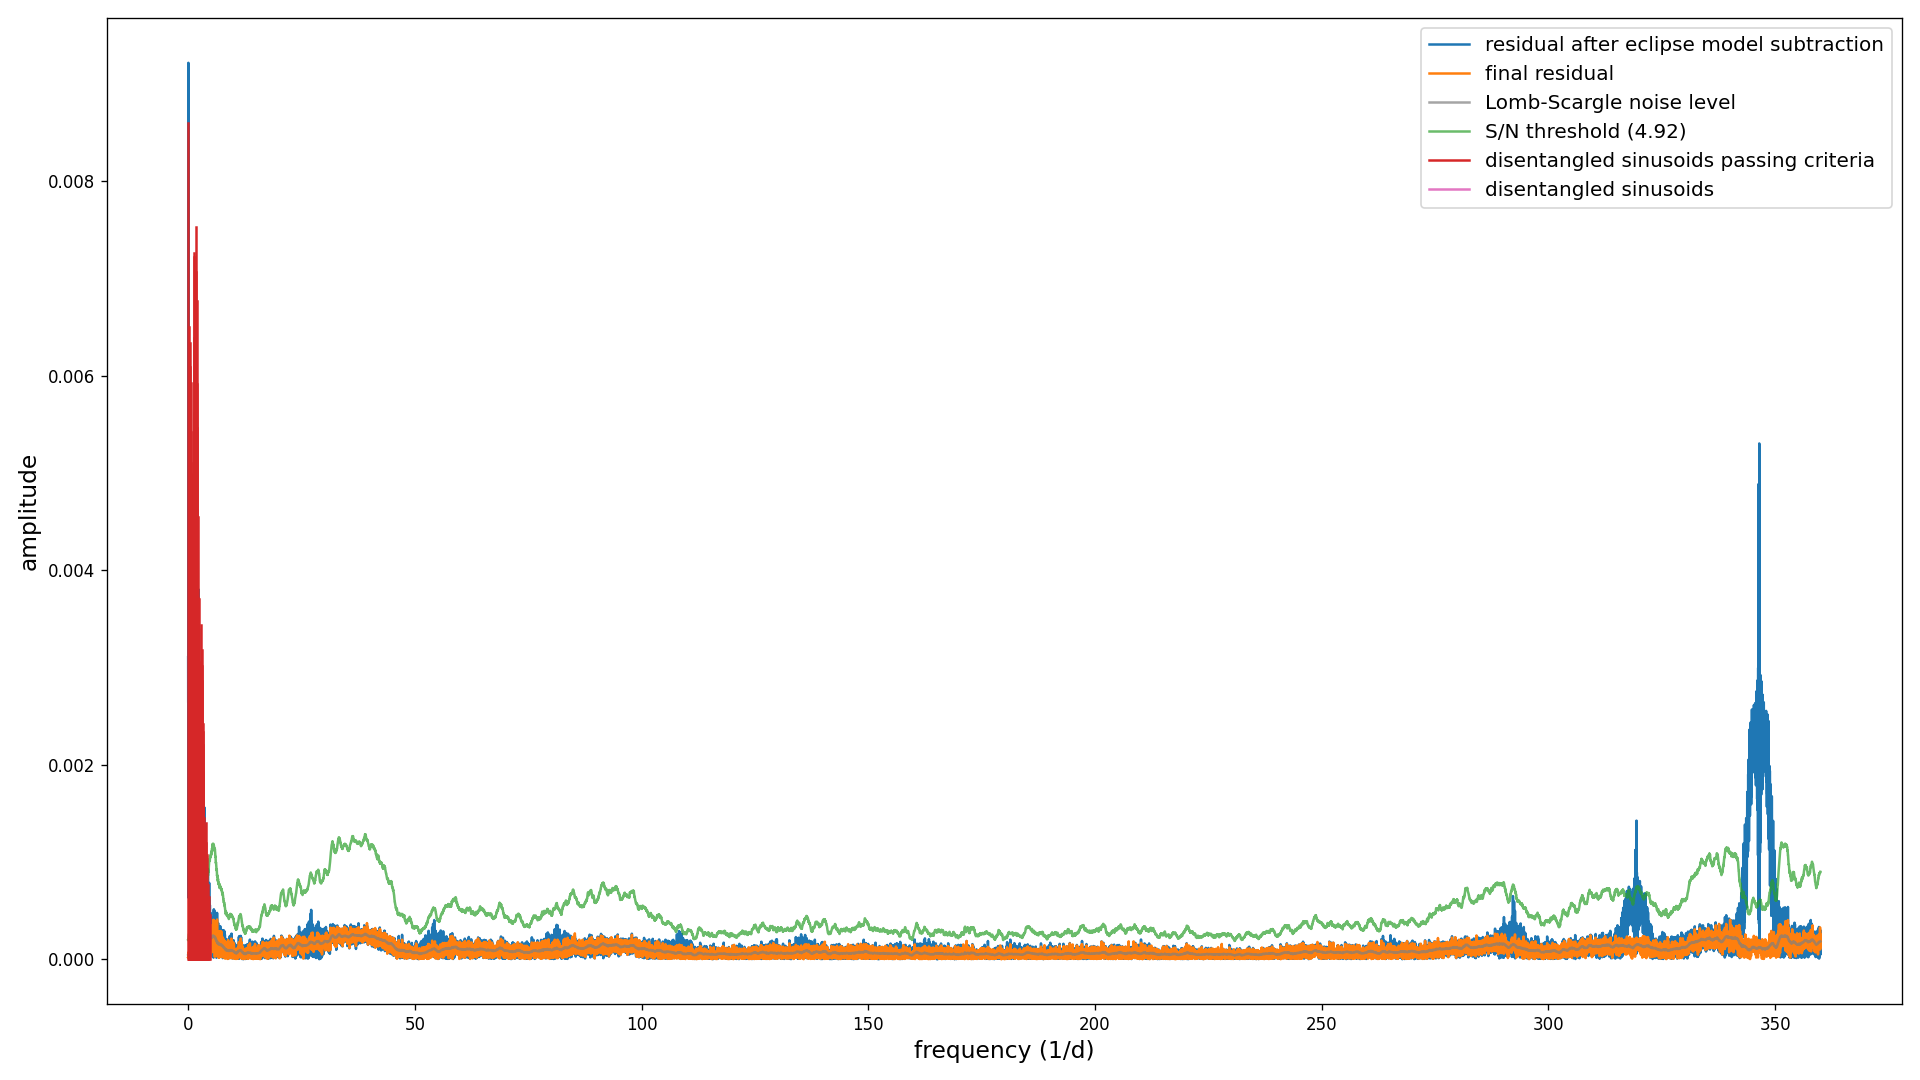 residual after eclipse model subtraction
final residual
Lomb-Scargle noise level
S/N threshold (4.92)
disentangled sinusoids passing criteria
disentangled sinusoids
0.008
0.006
0.004
0.002
0.000
amplitude
0 50 100 150 200 250 300 350
frequency (1/d)